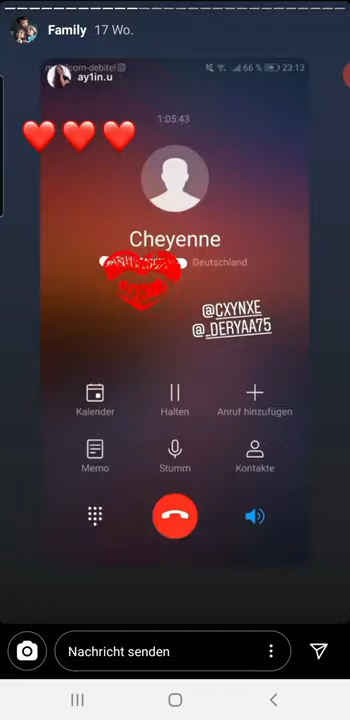 Family 17 Wo.
66 % 23:13
ay1in.u
1:05:43
Cheyenne
Deutschland
@CXYNXE
@_DERYAA75
Kalender Halten Anruf hinzufügen
Memo Stumm Kontakte
Nachricht senden